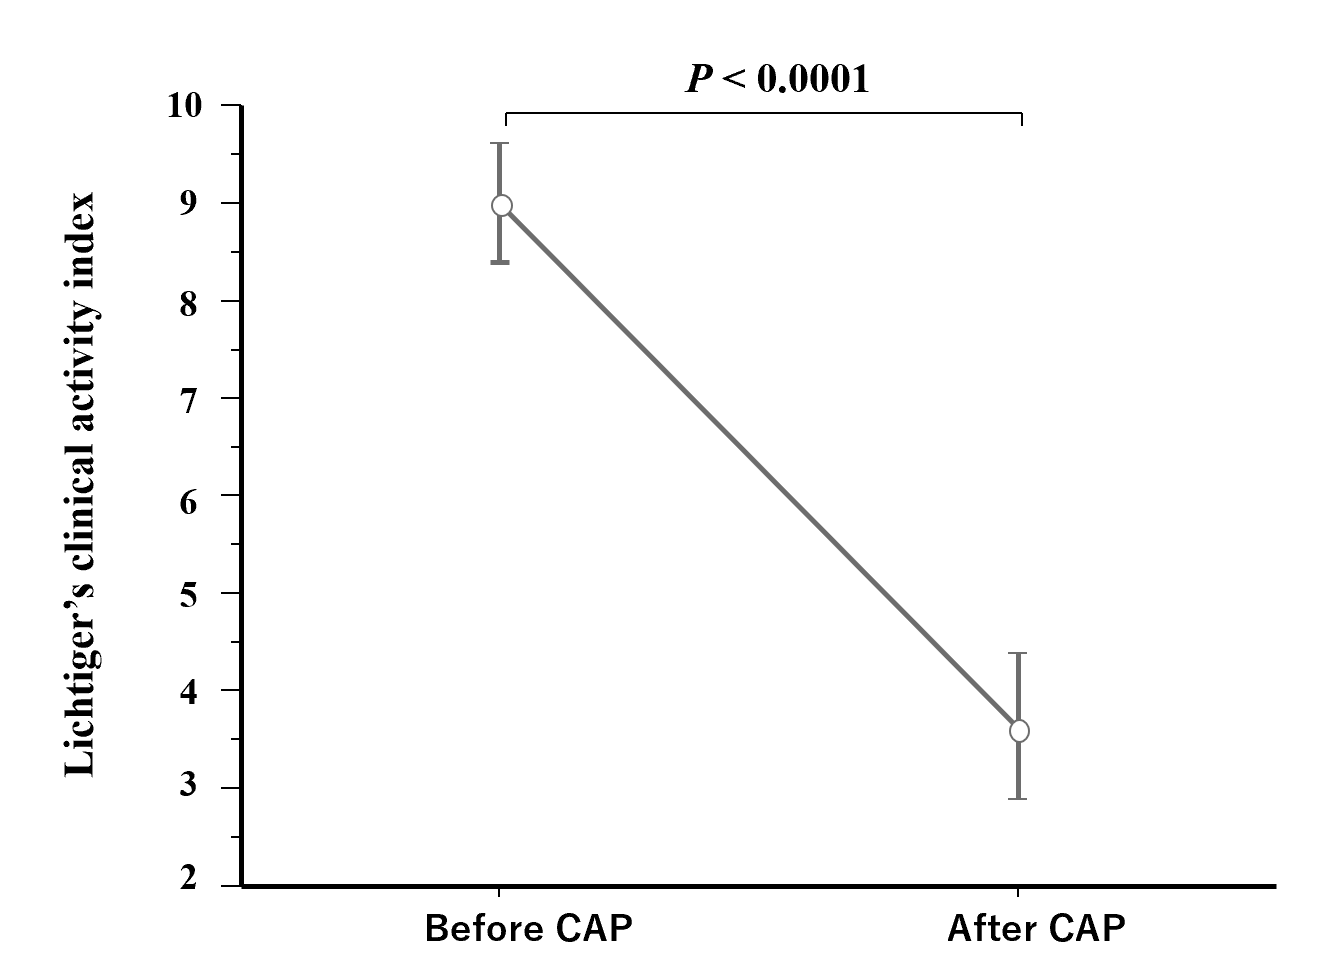 P < 0.0001
10
9
8
7
6
5
4
3
2
Lichtiger’s clinical activity index
Before CAP
After CAP